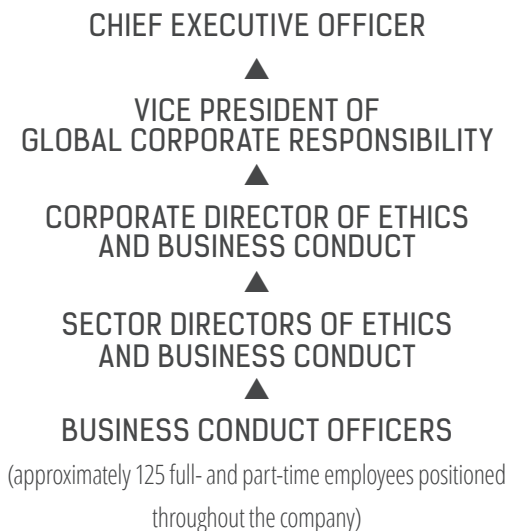 CHIEF EXECUTIVE OFFICER
VICE PRESIDENT OF
GLOBAL CORPORATE RESPONSIBILITY
CORPORATE DIRECTOR OF ETHICS
AND BUSINESS CONDUCT
SECTOR DIRECTORS OF ETHICS
AND BUSINESS CONDUCT
BUSINESS CONDUCT OFFICERS
(approximately 125 full- and part-time employees positioned
throughout the company)